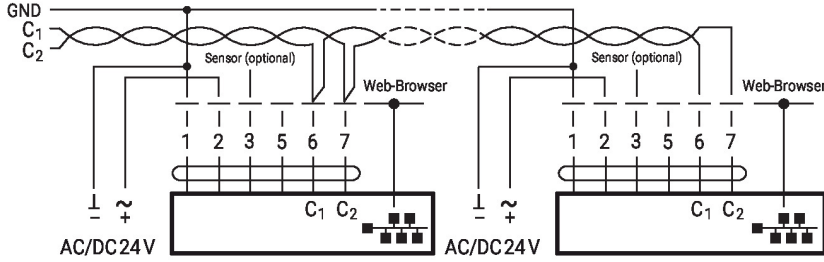 GND
C₁
C₂
Sensor (optional) Sensor (optional)
Web-Browser Web-Browser
1 2 3 5 6 7 1 2 3 5 6 7
⊥ ~ ⊥ ~
– + – +
C₁ C₂ C₁ C₂
AC/DC 24 V AC/DC 24 V